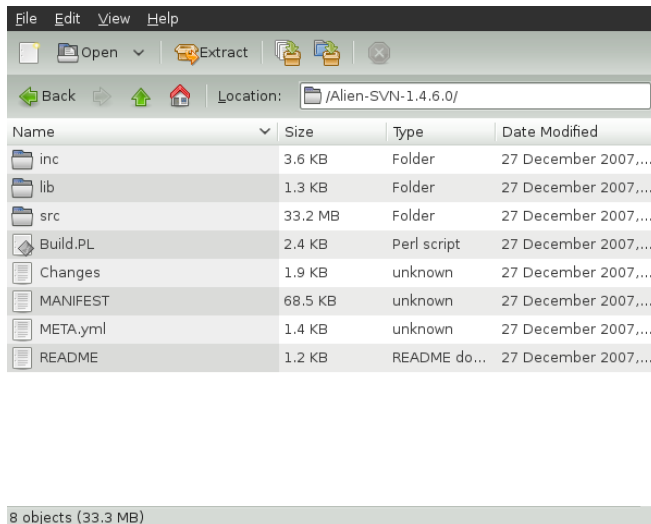 File Edit View Help
Open Extract
Back Location: /Alien-SVN-1.4.6.0/
Name Size Type Date Modified
inc 3.6 KB Folder 27 December 2007,...
lib 1.3 KB Folder 27 December 2007,...
src 33.2 MB Folder 27 December 2007,...
Build.PL 2.4 KB Perl script 27 December 2007,...
Changes 1.9 KB unknown 27 December 2007,...
MANIFEST 68.5 KB unknown 27 December 2007,...
META.yml 1.4 KB unknown 27 December 2007,...
README 1.2 KB README do... 27 December 2007,...
8 objects (33.3 MB)